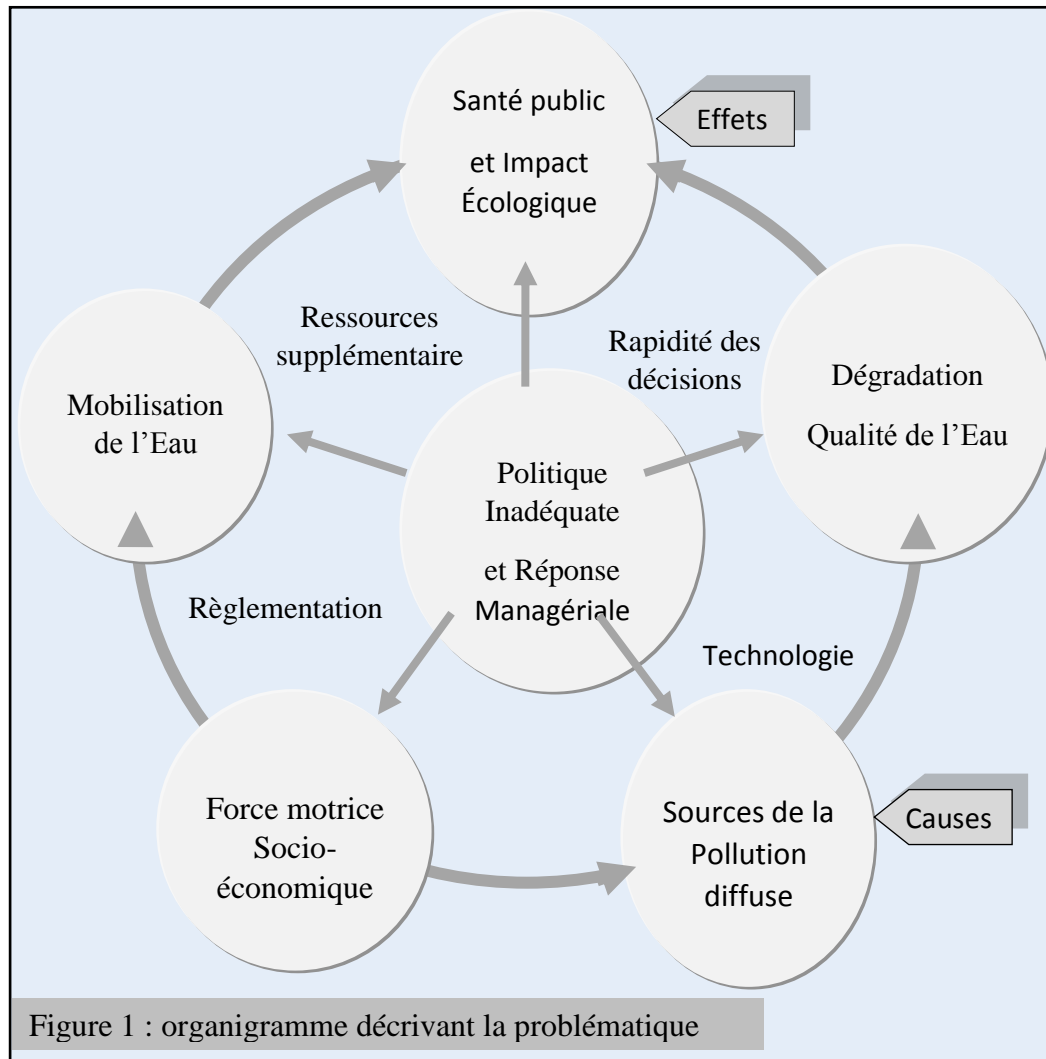 Santé public
et Impact
Écologique
Effets
Ressources
supplémentaire
Rapidité des
décisions
Mobilisation
de l’Eau
Dégradation
Qualité de l’Eau
Politique
Inadéquate
et Réponse
Managériale
Règlementation
Technologie
Force motrice
Socio-
économique
Sources de la
Pollution
diffuse
Causes
Figure 1 : organigramme décrivant la problématique